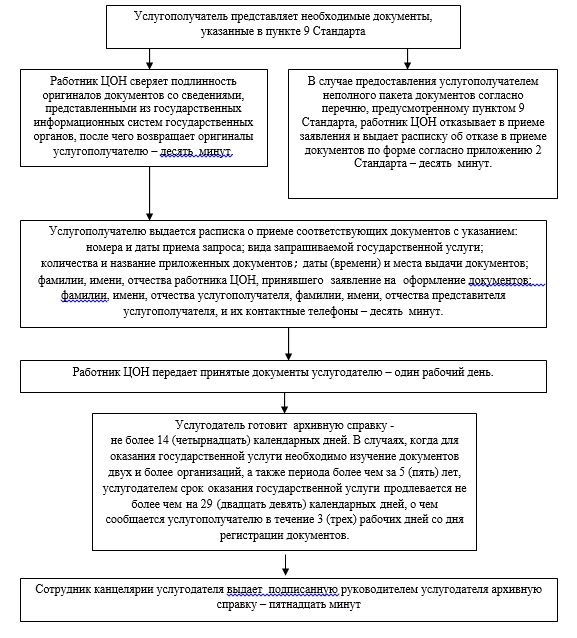 Услугополучатель представляет необходимые документы,
указанные в пункте 9 Стандарта
Работник ЦОН сверяет подлинность
оригиналов документов со сведениями,
представленными из государственных
информационных систем государственных
органов, после чего возвращает оригиналы
услугополучателю – десять минут.
В случае предоставления услугополучателем
неполного пакета документов согласно
перечню, предусмотренному пунктом 9
Стандарта, работник ЦОН отказывает в приеме
заявления и выдает расписку об отказе в приеме
документов по форме согласно приложению 2
Стандарта – десять минут.
Услугополучателю выдается расписка о приеме соответствующих документов с указанием:
номера и даты приема запроса; вида запрашиваемой государственной услуги;
количества и название приложенных документов; даты (времени) и места выдачи документов;
фамилии, имени, отчества работника ЦОН, принявшего заявление на оформление документов;
фамилии, имени, отчества услугополучателя, фамилии, имени, отчества представителя
услугополучателя, и их контактные телефоны – десять минут.
Работник ЦОН передает принятые документы услугодателю – один рабочий день.
Услугодатель готовит архивную справку -
не более 14 (четырнадцать) календарных дней. В случаях, когда для
оказания государственной услуги необходимо изучение документов
двух и более организаций, а также периода более чем за 5 (пять) лет,
услугодателем срок оказания государственной услуги продлевается не
более чем на 29 (двадцать девять) календарных дней, о чем
сообщается услугополучателю в течение 3 (трех) рабочих дней со дня
регистрации документов.
Сотрудник канцелярии услугодателя выдает подписанную руководителем услугодателя архивную
справку – пятнадцать минут